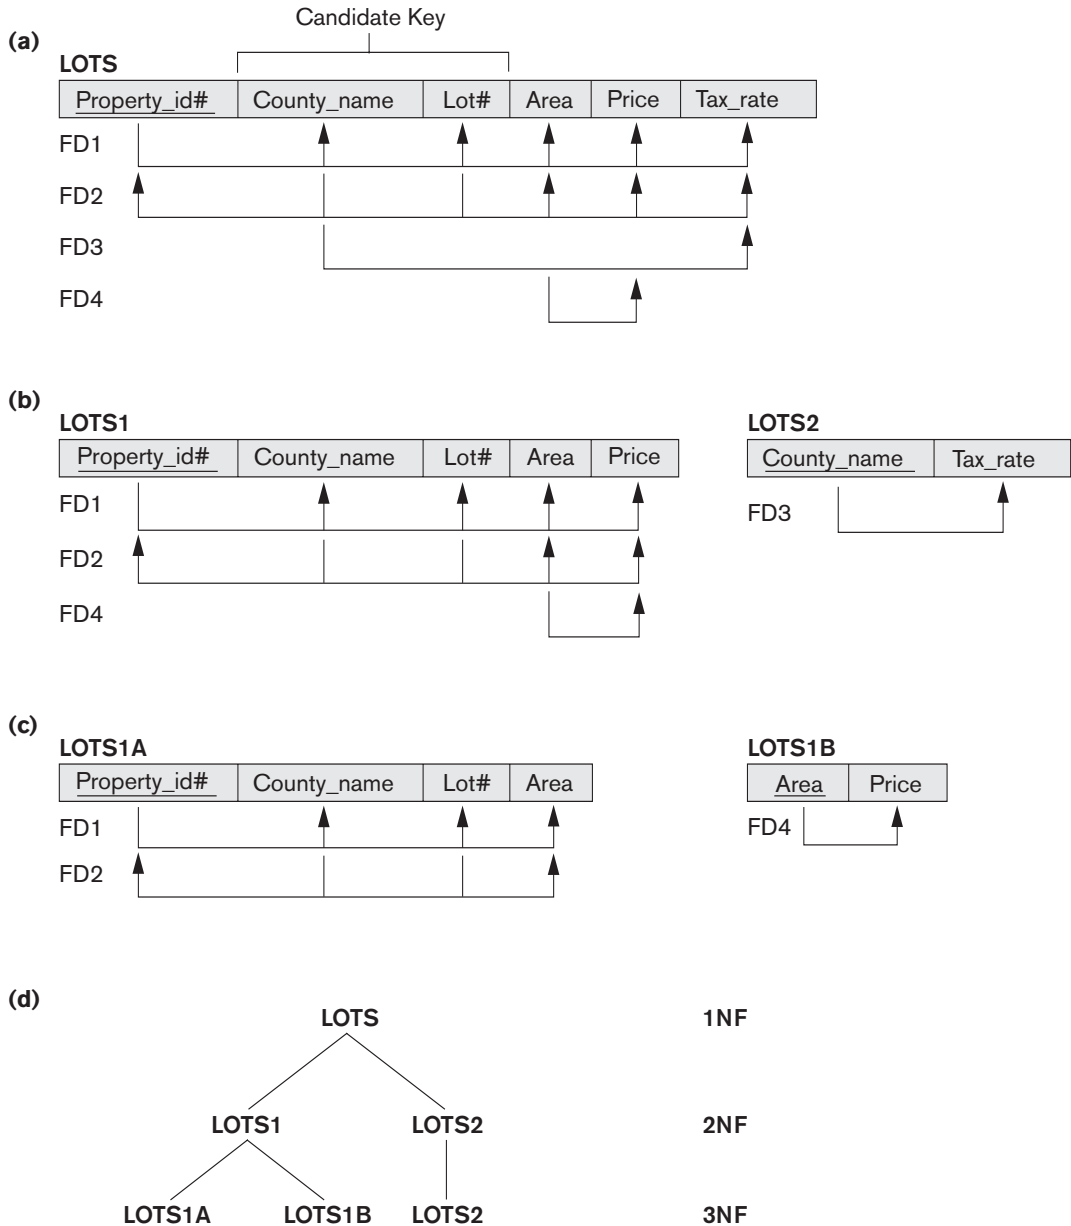 Candidate Key
(a)
LOTS
Property_id# County_name Lot# Area Price Tax_rate
FD1
FD2
FD3
FD4
(b)
LOTS1
Property_id# County_name Lot# Area Price
FD1
FD2
FD4
LOTS2
County_name Tax_rate
FD3
(c)
LOTS1A
Property_id# County_name Lot# Area
FD1
FD2
LOTS1B
Area Price
FD4
(d)
LOTS 1NF
LOTS1 LOTS2 2NF
LOTS1A LOTS1B LOTS2 3NF